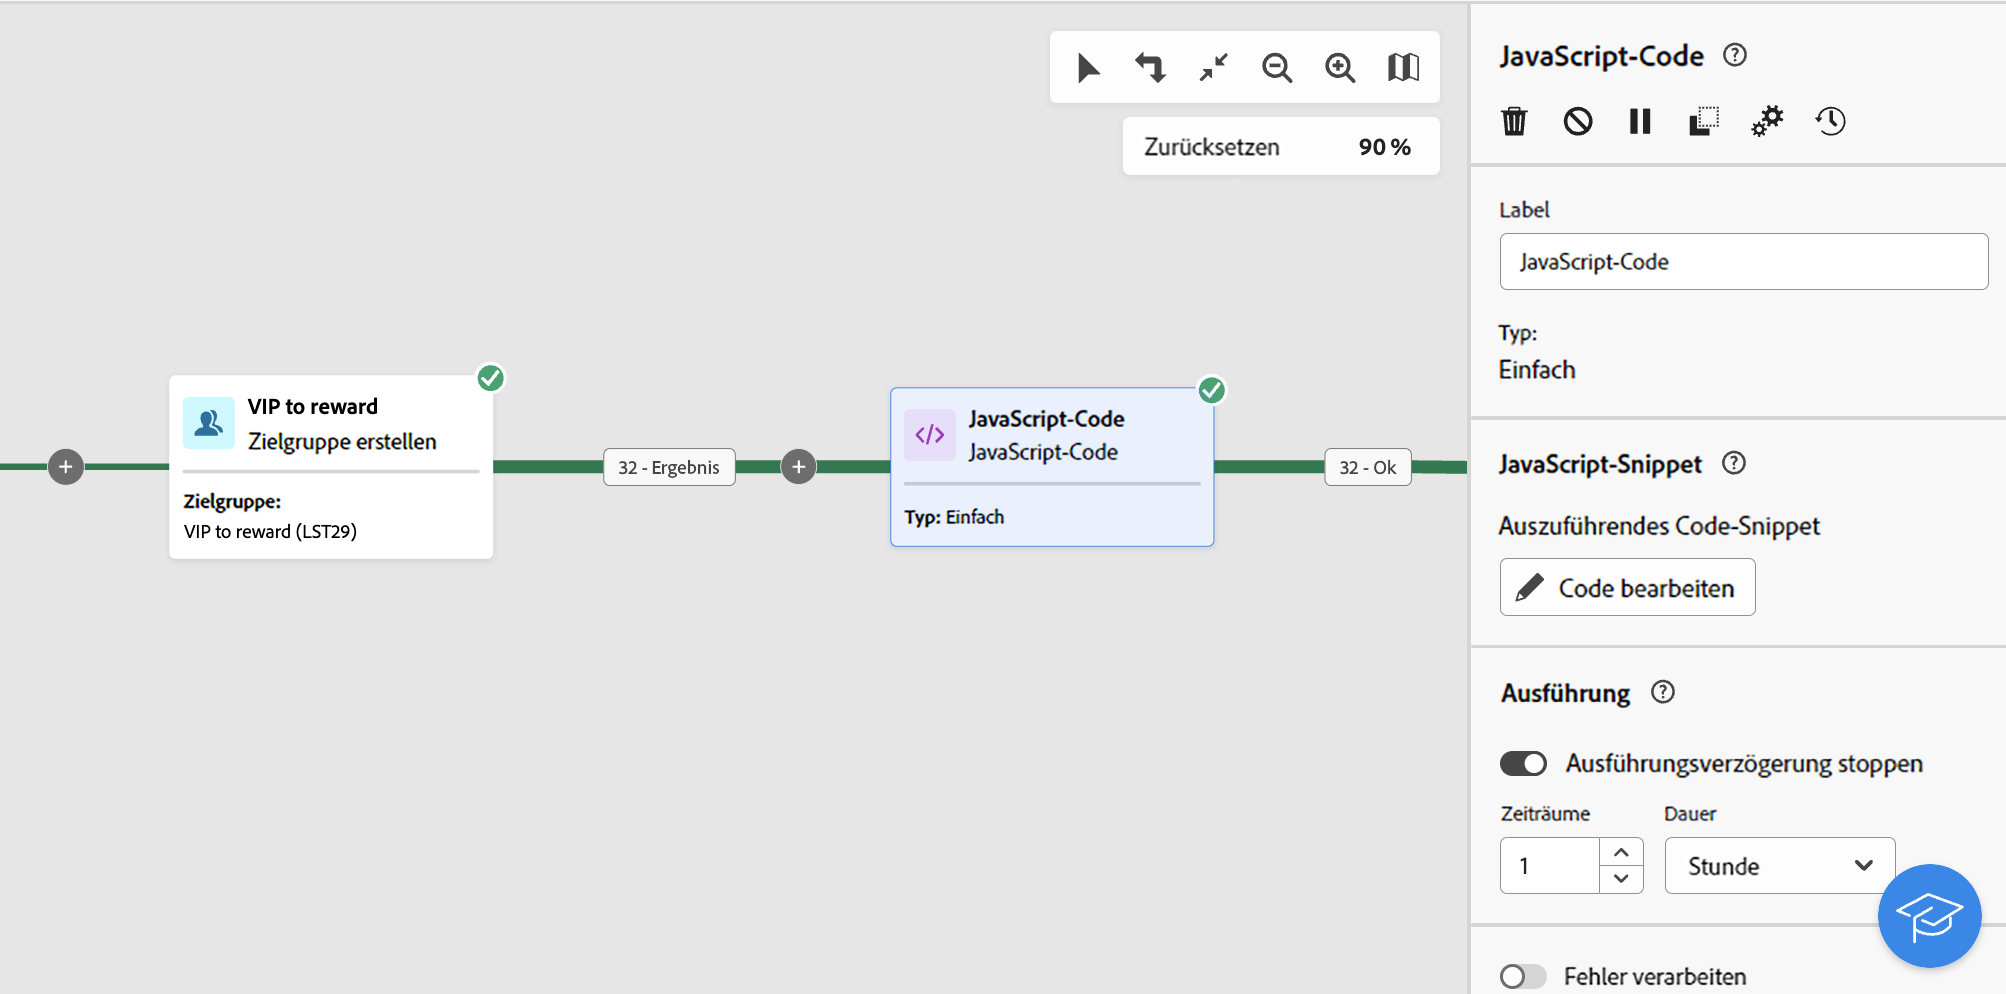 Zurücksetzen 90 %
VIP to reward
Zielgruppe erstellen
Zielgruppe:
VIP to reward (LST29)
32 - Ergebnis
JavaScript-Code
JavaScript-Code
Typ: Einfach
32 - Ok
JavaScript-Code
Label
JavaScript-Code
Typ:
Einfach
JavaScript-Snippet
Auszuführendes Code-Snippet
Code bearbeiten
Ausführung
Ausführungsverzögerung stoppen
Zeiträume Dauer
1 Stunde
Fehler verarbeiten